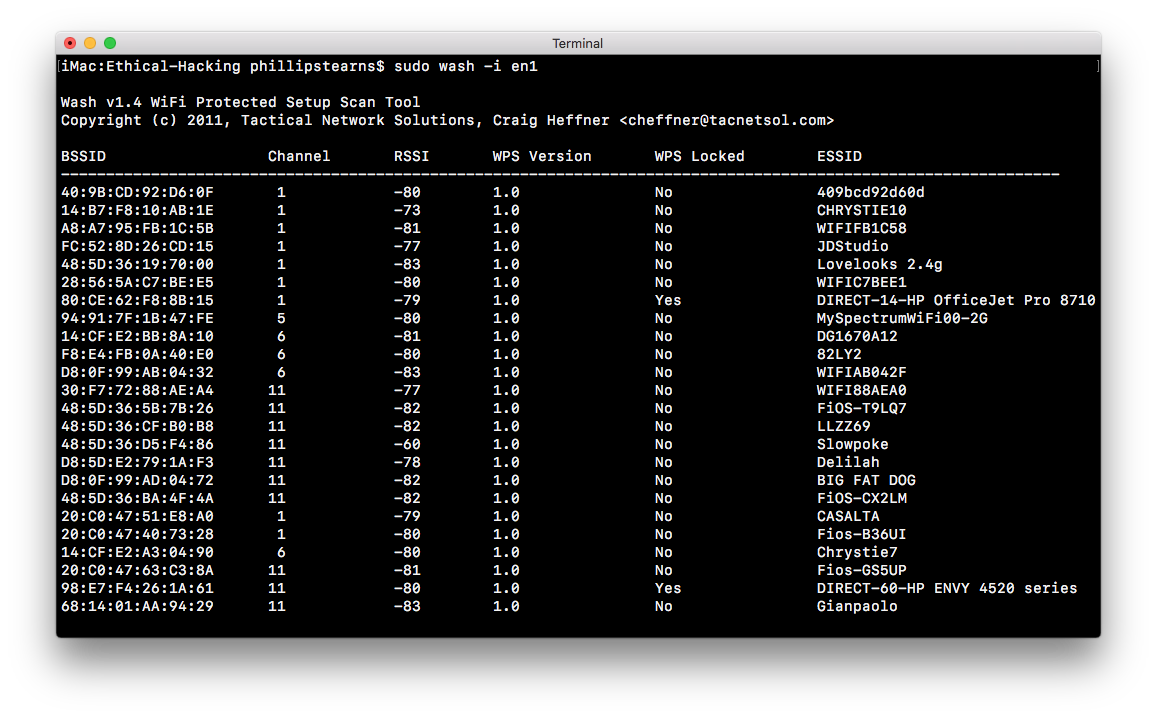 Terminal
[iMac:Ethical-Hacking phillipstearns$ sudo wash -i en1 ]
Wash v1.4 WiFi Protected Setup Scan Tool
Copyright (c) 2011, Tactical Network Solutions, Craig Heffner <cheffner@tacnetsol.com>
BSSID Channel RSSI WPS Version WPS Locked ESSID
---------------------------------------------------------------------------------------------------------------
40:9B:CD:92:D6:0F 1 -80 1.0 No 409bcd92d60d
14:B7:F8:10:AB:1E 1 -73 1.0 No CHRYSTIE10
A8:A7:95:FB:1C:5B 1 -81 1.0 No WIFIFB1C58
FC:52:8D:26:CD:15 1 -77 1.0 No JDStudio
48:5D:36:19:70:00 1 -83 1.0 No Lovelooks 2.4g
28:56:5A:C7:BE:E5 1 -80 1.0 No WIFIC7BEE1
80:CE:62:F8:8B:15 1 -79 1.0 Yes DIRECT-14-HP OfficeJet Pro 8710
94:91:7F:1B:47:FE 5 -80 1.0 No MySpectrumWiFi00-2G
14:CF:E2:BB:8A:10 6 -81 1.0 No DG1670A12
F8:E4:FB:0A:40:E0 6 -80 1.0 No 82LY2
D8:0F:99:AB:04:32 6 -83 1.0 No WIFIAB042F
30:F7:72:88:AE:A4 11 -77 1.0 No WIFI88AEA0
48:5D:36:5B:7B:26 11 -82 1.0 No FiOS-T9LQ7
48:5D:36:CF:B0:B8 11 -82 1.0 No LLZZ69
48:5D:36:D5:F4:86 11 -60 1.0 No Slowpoke
D8:5D:E2:79:1A:F3 11 -78 1.0 No Delilah
D8:0F:99:AD:04:72 11 -82 1.0 No BIG FAT DOG
48:5D:36:BA:4F:4A 11 -82 1.0 No FiOS-CX2LM
20:C0:47:51:E8:A0 1 -79 1.0 No CASALTA
20:C0:47:40:73:28 1 -80 1.0 No Fios-B36UI
14:CF:E2:A3:04:90 6 -80 1.0 No Chrystie7
20:C0:47:63:C3:8A 11 -81 1.0 No Fios-GS5UP
98:E7:F4:26:1A:61 11 -80 1.0 Yes DIRECT-60-HP ENVY 4520 series
68:14:01:AA:94:29 11 -83 1.0 No Gianpaolo